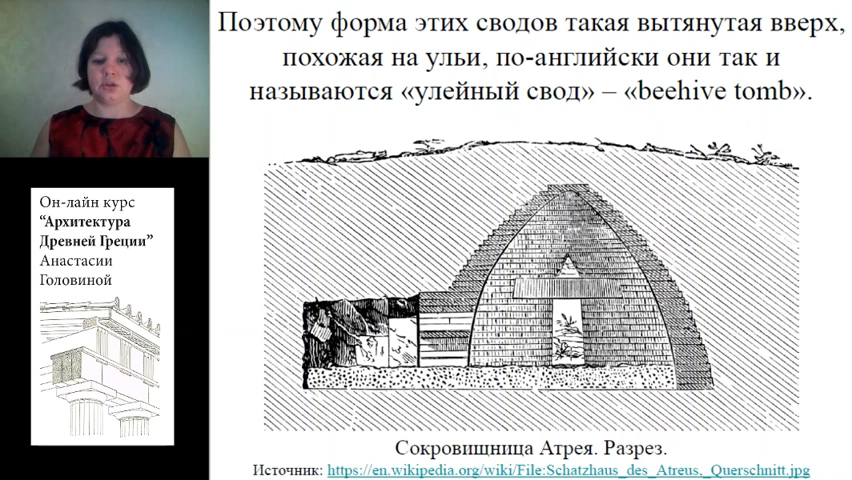 Поэтому форма этих сводов такая вытянутая вверх,
похожая на ульи, по-английски они так и
называются «улейный свод» – «beehive tomb».
Он-лайн курс
“Архитектура
Древней Греции”
Анастасии
Головиной
Сокровищница Атрея. Разрез.
Источник: https://en.wikipedia.org/wiki/File:Schatzhaus_des_Atreus,_Querschnitt.jpg